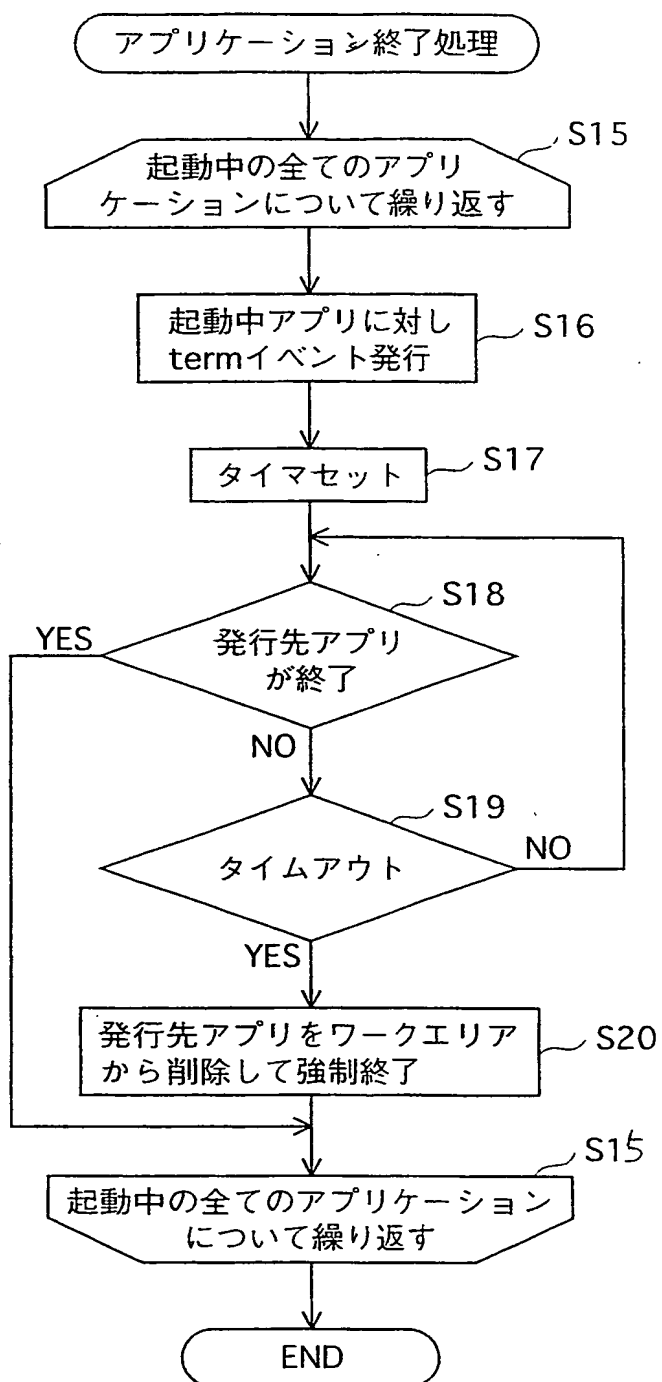 アプリケーション終了処理
S15
起動中の全てのアプリ
ケーションについて繰り返す
起動中アプリに対し
termイベント発行
S16
タイマセット
S17
S18
YES
発行先アプリ
が終了
NO
S19
タイムアウト
NO
YES
発行先アプリをワークエリア
から削除して強制終了
S20
S15
起動中の全てのアプリケーション
について繰り返す
END